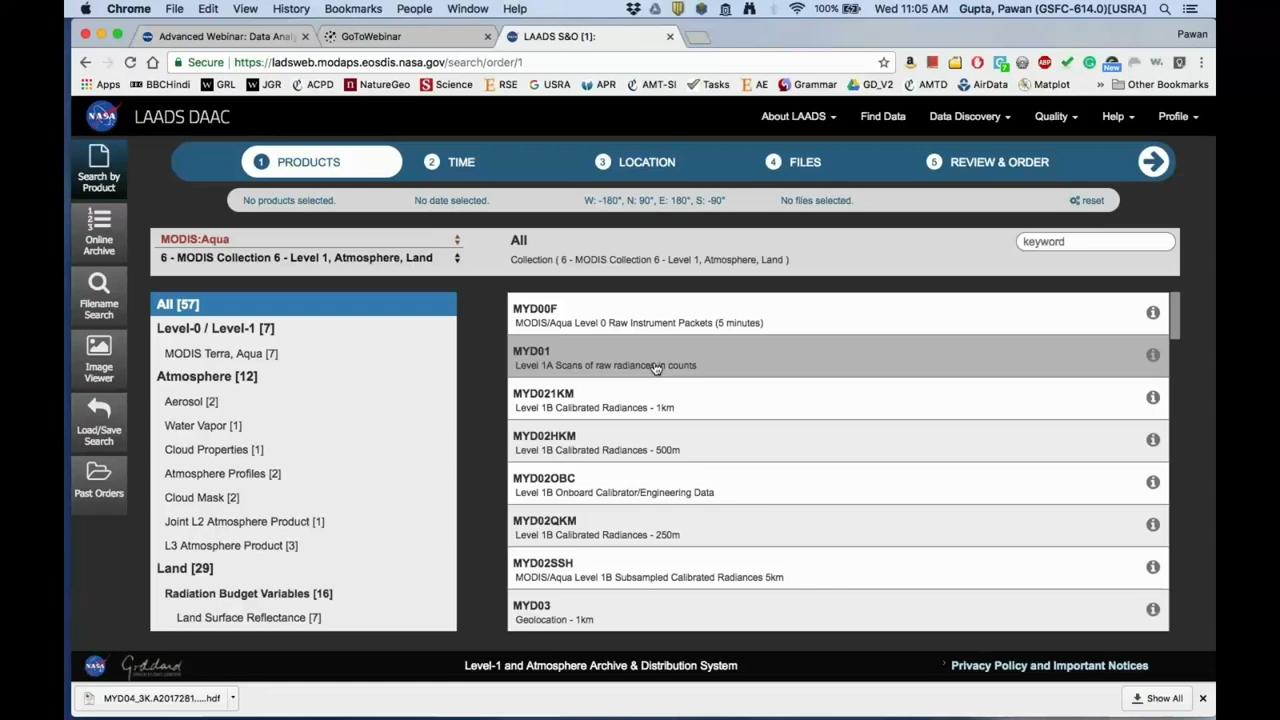 Chrome File Edit View History Bookmarks People Window Help 100% Wed 11:05 AM Gupta, Pawan (GSFC-614.0)[USRA]
Advanced Webinar: Data Anal × GoToWebinar × LAADS S&O [1]: × Pawan
Secure https://ladsweb.modaps.eosdis.nasa.gov/search/order/1
Apps BBCHindi GRL JGR ACPD NatureGeo AMT-SI Science RSE USRA APR AMT-SI Tasks AE Grammar GD_V2 AMTD AirData Matplot » Other Bookmarks
NASA LAADS DAAC About LAADS Find Data Data Discovery Quality Help Profile
Search by Product
1 PRODUCTS 2 TIME 3 LOCATION 4 FILES 5 REVIEW & ORDER
No products selected. No date selected. W: -180°, N: 90°, E: 180°, S: -90° No files selected. reset
Online Archive
Filename Search
Image Viewer
Load/Save Search
Past Orders
MODIS:Aqua
6 - MODIS Collection 6 - Level 1, Atmosphere, Land
All
Collection ( 6 - MODIS Collection 6 - Level 1, Atmosphere, Land )
keyword
All [57]
Level-0 / Level-1 [7]
MODIS Terra, Aqua [7]
Atmosphere [12]
Aerosol [2]
Water Vapor [1]
Cloud Properties [1]
Atmosphere Profiles [2]
Cloud Mask [2]
Joint L2 Atmosphere Product [1]
L3 Atmosphere Product [3]
Land [29]
Radiation Budget Variables [16]
Land Surface Reflectance [7]
MYD00F
MODIS/Aqua Level 0 Raw Instrument Packets (5 minutes)
MYD01
Level 1A Scans of raw radiances in counts
MYD021KM
Level 1B Calibrated Radiances - 1km
MYD02HKM
Level 1B Calibrated Radiances - 500m
MYD02OBC
Level 1B Onboard Calibrator/Engineering Data
MYD02QKM
Level 1B Calibrated Radiances - 250m
MYD02SSH
MODIS/Aqua Level 1B Subsampled Calibrated Radiances 5km
MYD03
Geolocation - 1km
NASA Goddard Level-1 and Atmosphere Archive & Distribution System Privacy Policy and Important Notices
MYD04_3K.A2017281.....hdf Show All ×